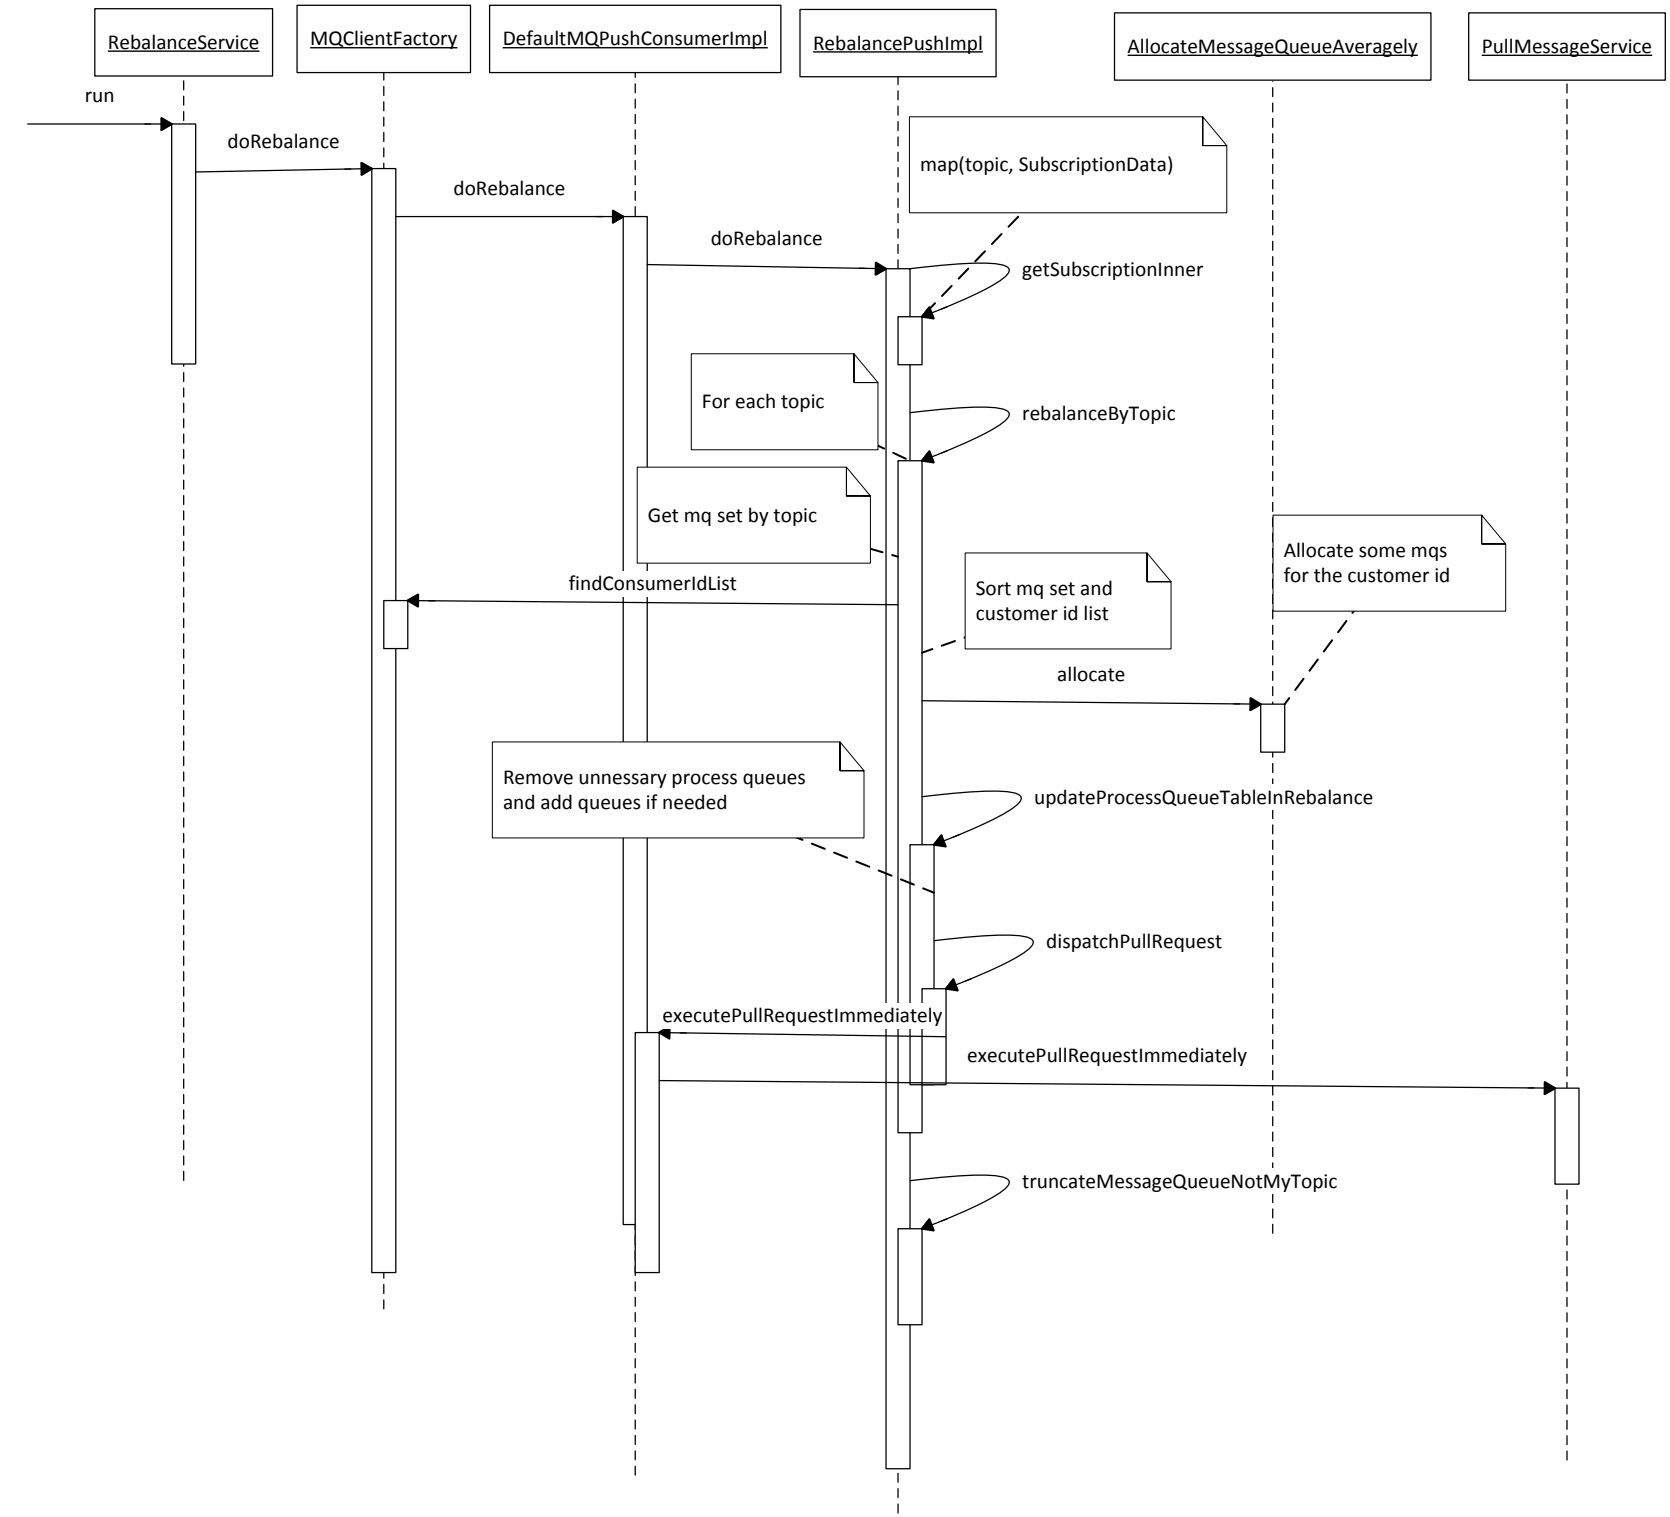 RebalanceService
MQClientFactory
DefaultMQPushConsumerImpl
RebalancePushImpl
AllocateMessageQueueAveragely
PullMessageService
run
doRebalance
map(topic, SubscriptionData)
doRebalance
doRebalance
getSubscriptionInner
For each topic
rebalanceByTopic
Get mq set by topic
Allocate some mqs
for the customer id
findConsumerIdList
Sort mq set and
customer id list
allocate
Remove unnessary process queues
and add queues if needed
updateProcessQueueTableInRebalance
dispatchPullRequest
executePullRequestImmediately
executePullRequestImmediately
truncateMessageQueueNotMyTopic